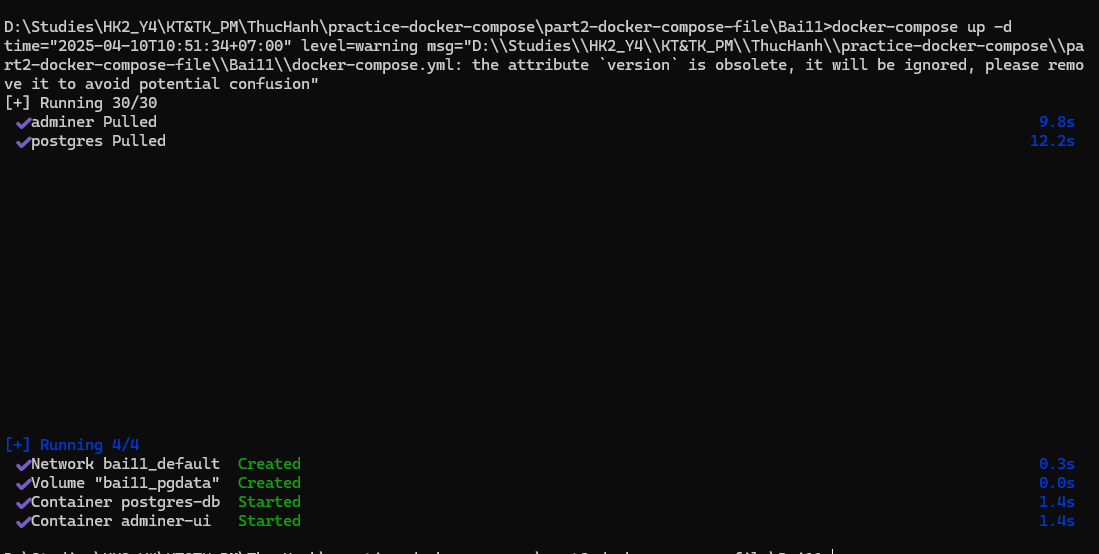 D:\Studies\HK2_Y4\KT&TK_PM\ThucHanh\practice-docker-compose\part2-docker-compose-file\Bai11>docker-compose up -d
time="2025-04-10T10:51:34+07:00" level=warning msg="D:\\Studies\\HK2_Y4\\KT&TK_PM\\ThucHanh\\practice-docker-compose\\pa
rt2-docker-compose-file\\Bai11\\docker-compose.yml: the attribute `version` is obsolete, it will be ignored, please remo
ve it to avoid potential confusion"
[+] Running 30/30
✔adminer Pulled 9.8s
✔postgres Pulled 12.2s
[+] Running 4/4
✔Network bai11_default Created 0.3s
✔Volume "bai11_pgdata" Created 0.0s
✔Container postgres-db Started 1.4s
✔Container adminer-ui Started 1.4s